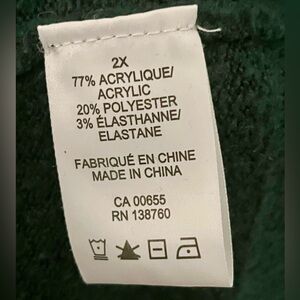 2X
77% ACRYLIQUE/
ACRYLIC
20% POLYESTER
3% ÉLASTHANNE/
ELASTANE
FABRIQUÉ EN CHINE
MADE IN CHINA
CA 00655
RN 138760